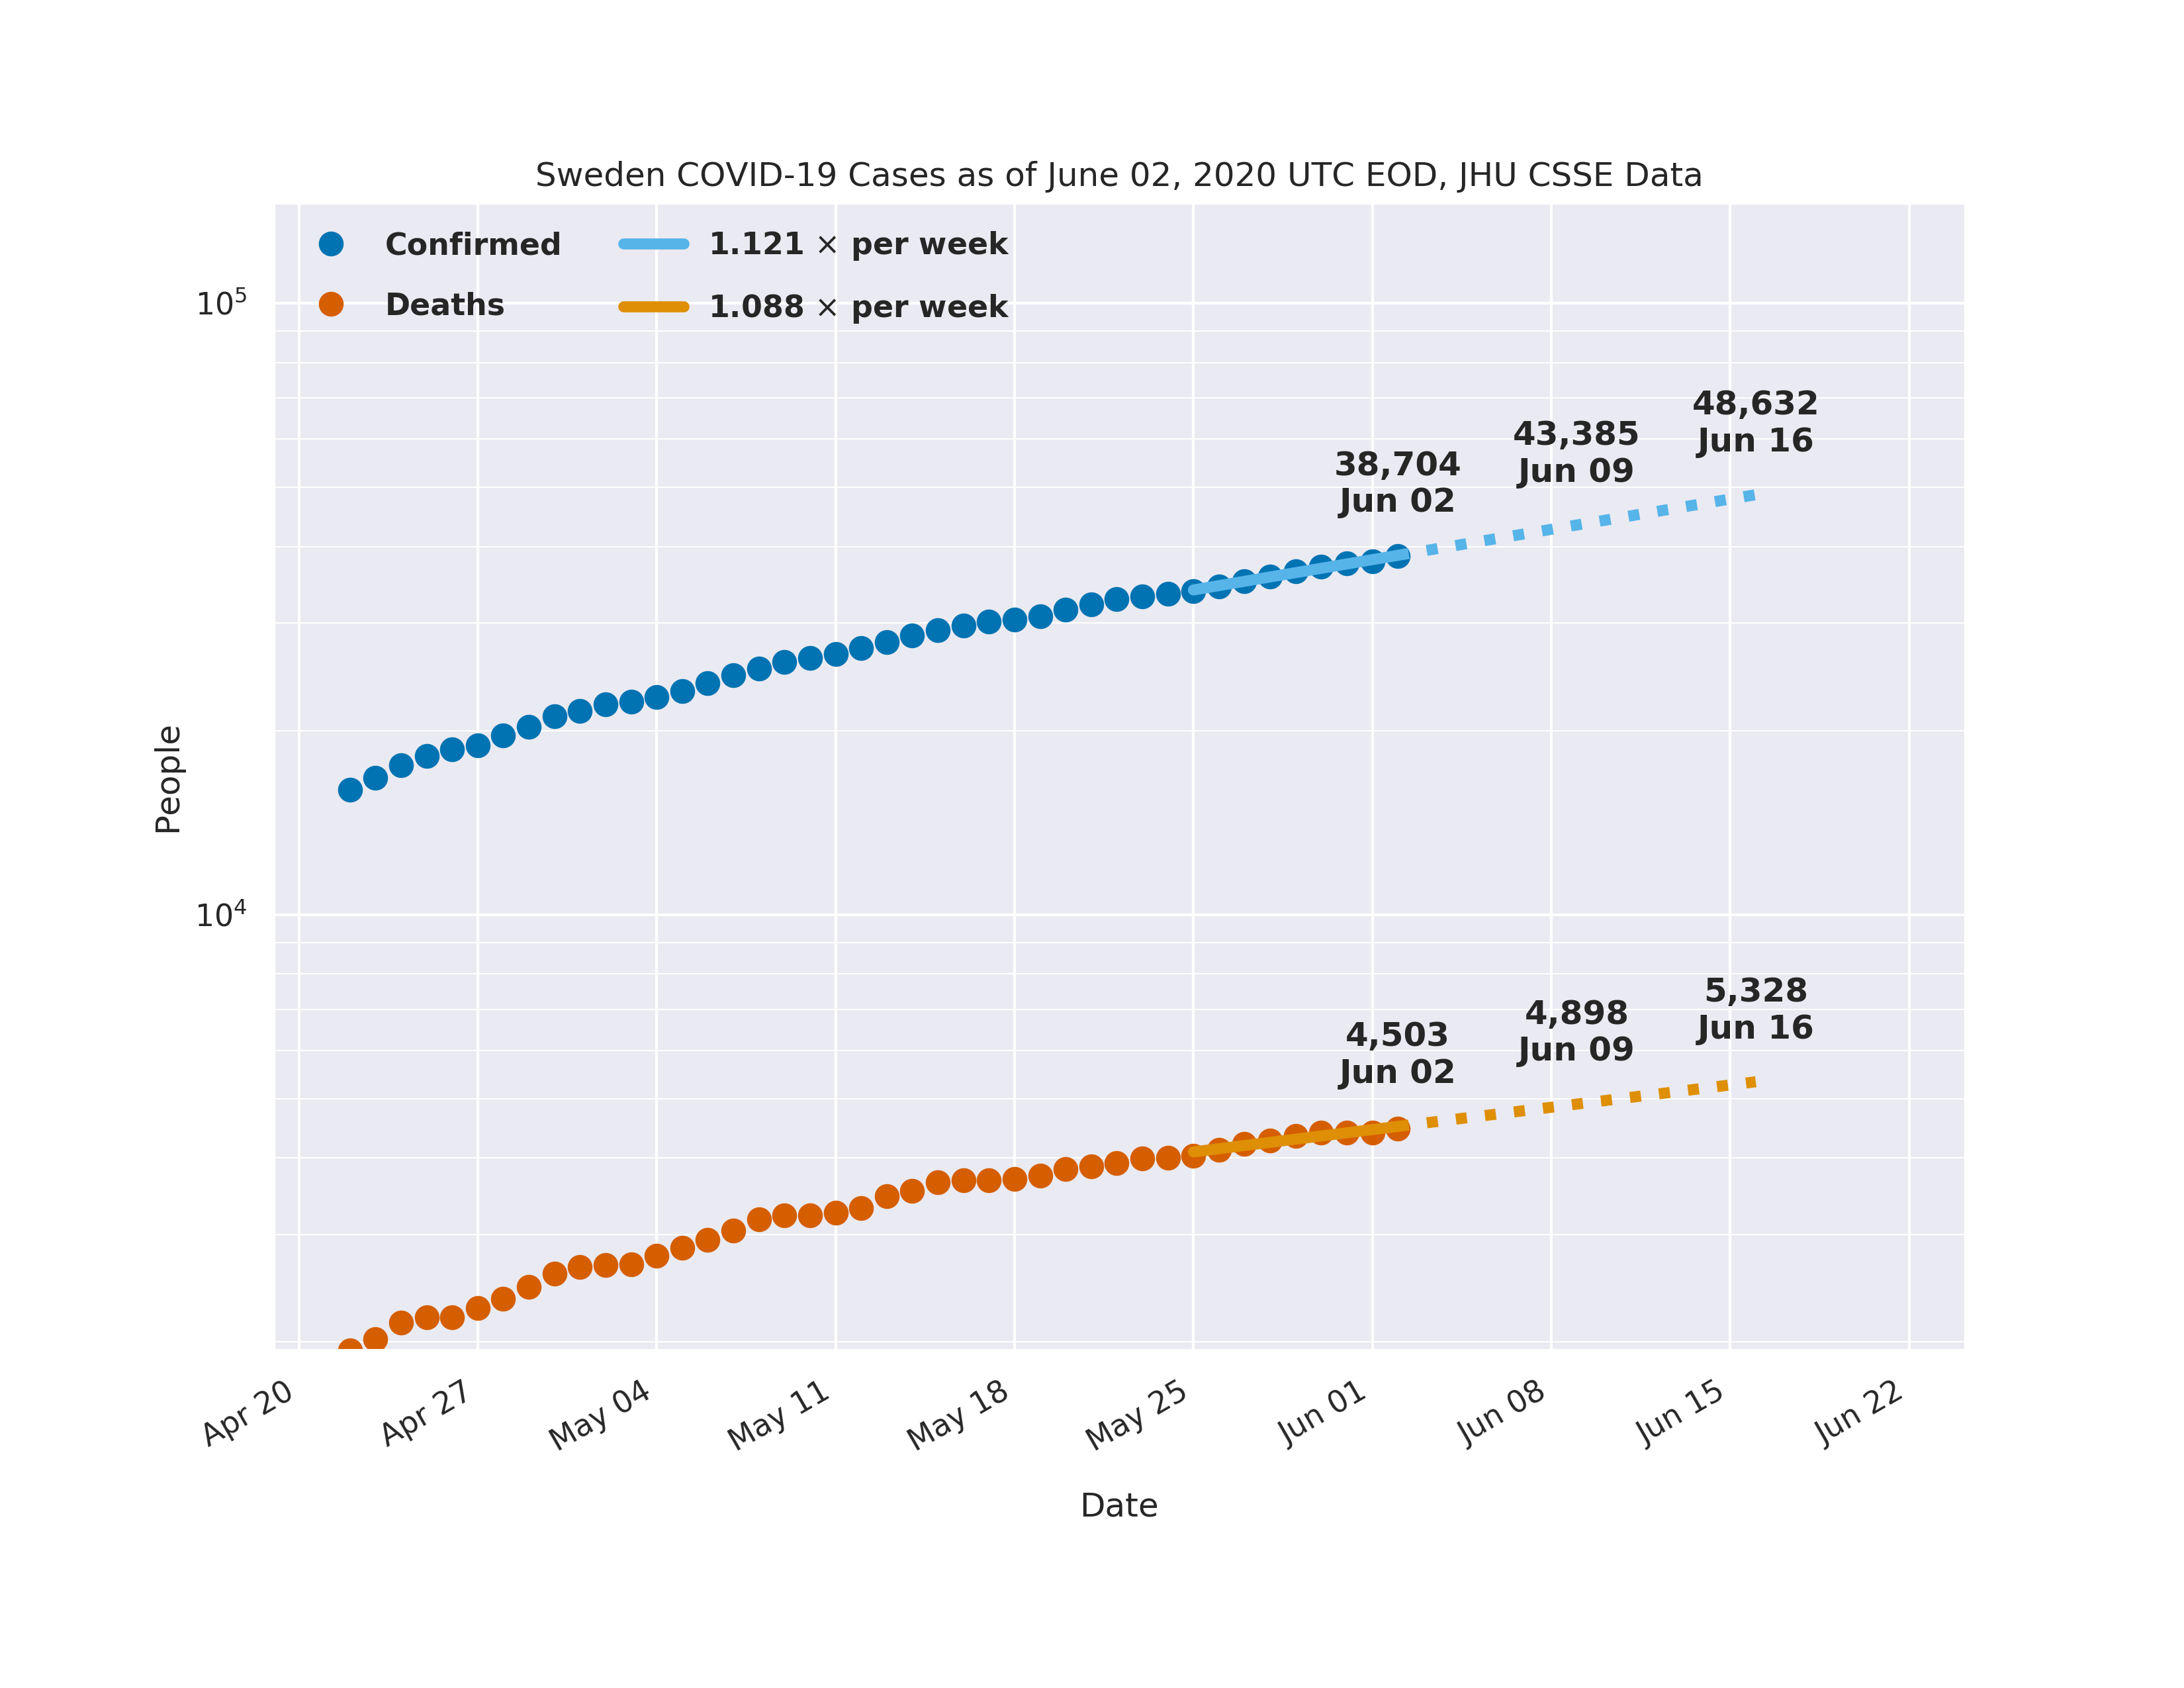 Sweden COVID-19 Cases as of June 02, 2020 UTC EOD, JHU CSSE Data
Confirmed
Deaths
1.121 × per week
1.088 × per week
10⁵
10⁴
People
48,632
Jun 16
43,385
Jun 09
38,704
Jun 02
5,328
Jun 16
4,898
Jun 09
4,503
Jun 02
Apr 20
Apr 27
May 04
May 11
May 18
May 25
Jun 01
Jun 08
Jun 15
Jun 22
Date